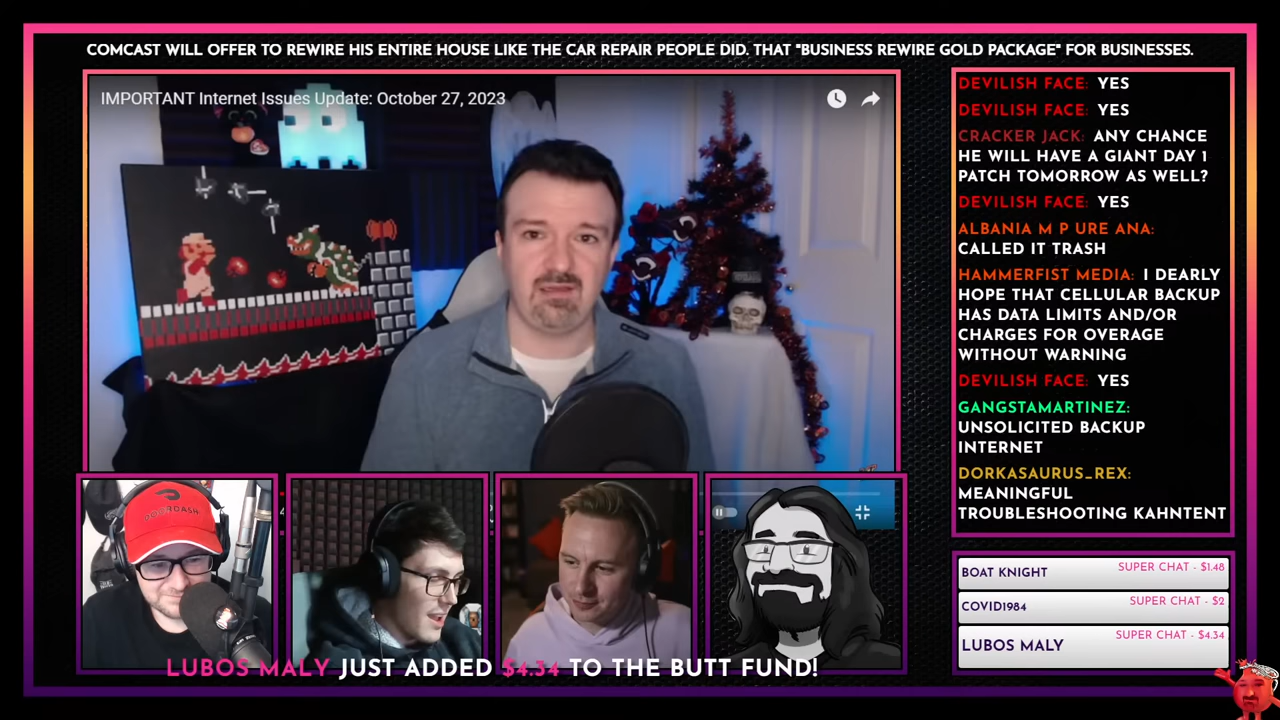 COMCAST WILL OFFER TO REWIRE HIS ENTIRE HOUSE LIKE THE CAR REPAIR PEOPLE DID. THAT "BUSINESS REWIRE GOLD PACKAGE" FOR BUSINESSES.
IMPORTANT Internet Issues Update: October 27, 2023
DEVILISH FACE: YES
DEVILISH FACE: YES
CRACKER JACK: ANY CHANCE
HE WILL HAVE A GIANT DAY 1
PATCH TOMORROW AS WELL?
DEVILISH FACE: YES
ALBANIA M P URE ANA:
CALLED IT TRASH
HAMMERFIST MEDIA: I DEARLY
HOPE THAT CELLULAR BACKUP
HAS DATA LIMITS AND/OR
CHARGES FOR OVERAGE
WITHOUT WARNING
DEVILISH FACE: YES
GANGSTAMARTINEZ:
UNSOLICITED BACKUP
INTERNET
DORKASAURUS_REX:
MEANINGFUL
TROUBLESHOOTING KAHNTENT
DOORDASH
BOAT KNIGHT SUPER CHAT - $1.48
COVID1984 SUPER CHAT - $2
LUBOS MALY SUPER CHAT - $4.34
LUBOS MALY JUST ADDED $4.34 TO THE BUTT FUND!